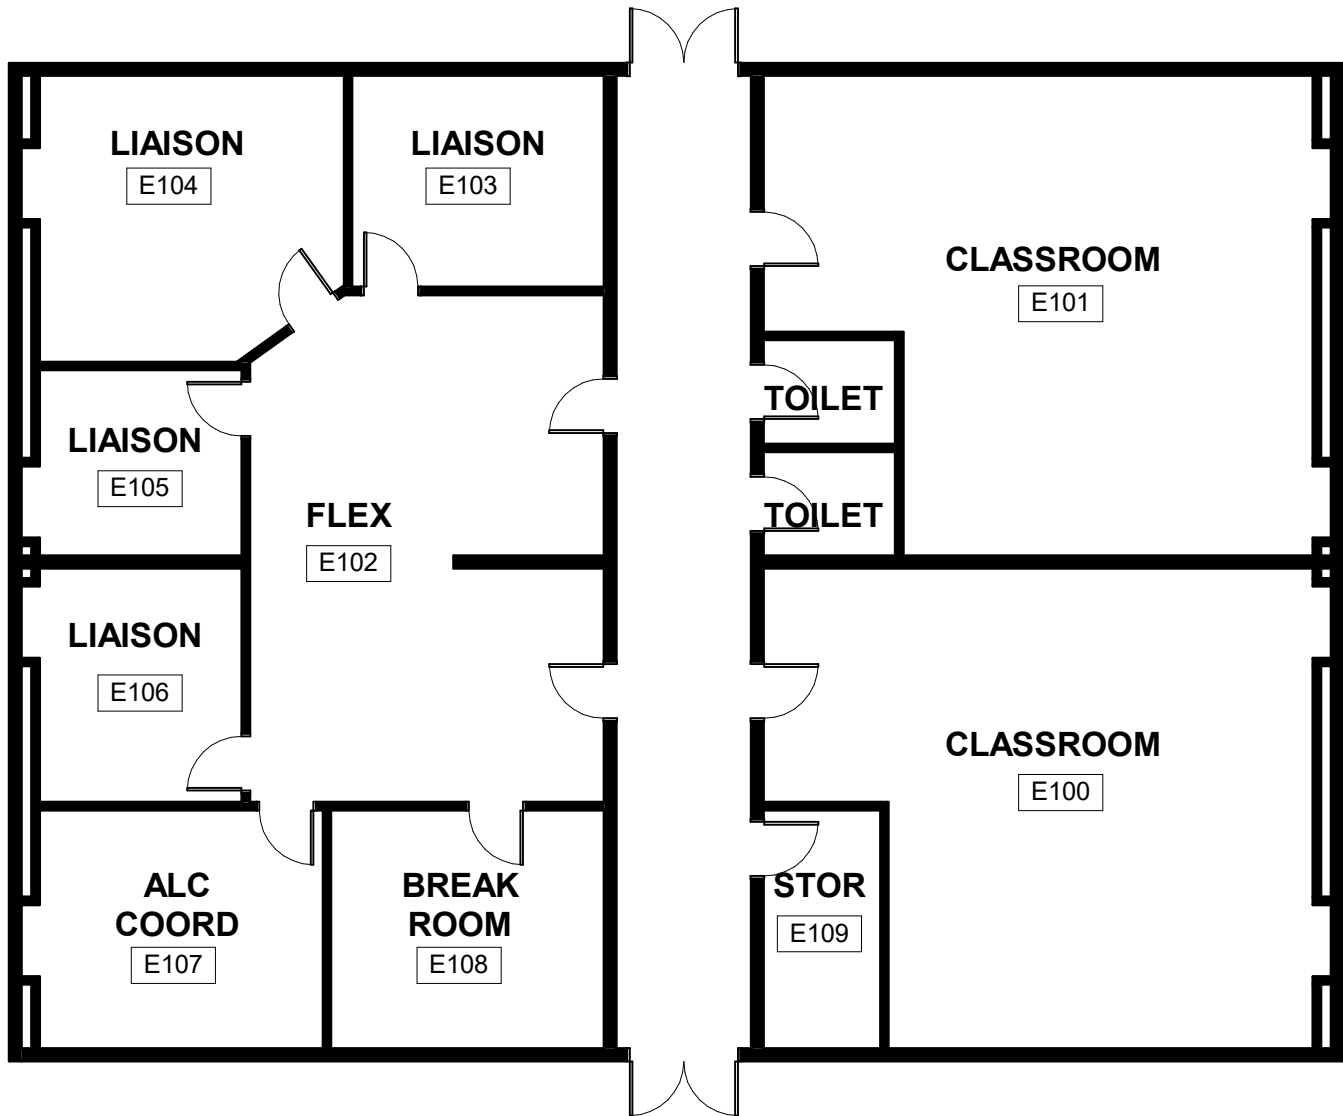 LIAISON
E104
LIAISON
E103
CLASSROOM
E101
TOILET
LIAISON
E105
FLEX
E102
TOILET
LIAISON
E106
CLASSROOM
E100
ALC
COORD
E107
BREAK
ROOM
E108
STOR
E109